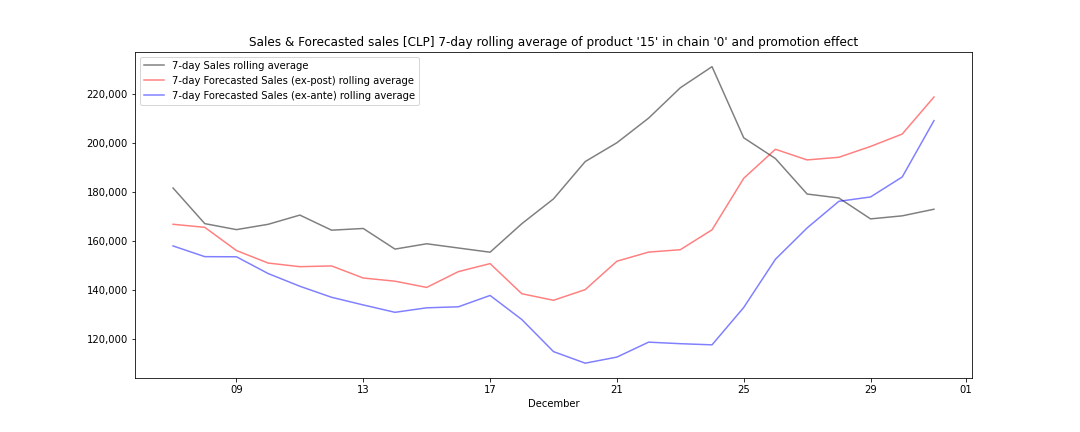 Sales & Forecasted sales [CLP] 7-day rolling average of product '15' in chain '0' and promotion effect
7-day Sales rolling average
7-day Forecasted Sales (ex-post) rolling average
7-day Forecasted Sales (ex-ante) rolling average
220,000
200,000
180,000
160,000
140,000
120,000
09 13 17 21 25 29 01
December